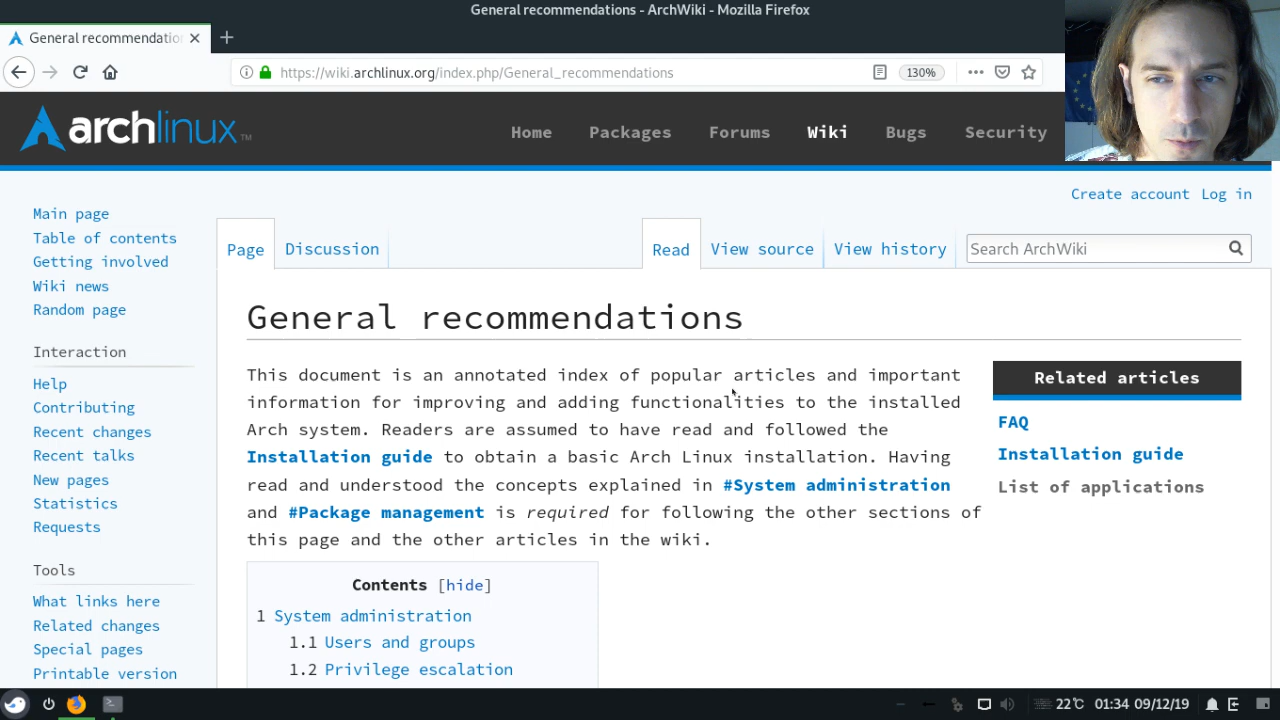 General recommendations - ArchWiki - Mozilla Firefox
General recommendatio
https://wiki.archlinux.org/index.php/General_recommendations
130%
archlinux™
Home Packages Forums Wiki Bugs Security
Create account Log in
Main page
Table of contents
Getting involved
Wiki news
Random page
Interaction
Help
Contributing
Recent changes
Recent talks
New pages
Statistics
Requests
Tools
What links here
Related changes
Special pages
Printable version
Page Discussion Read View source View history Search ArchWiki
General recommendations
This document is an annotated index of popular articles and important
information for improving and adding functionalities to the installed
Arch system. Readers are assumed to have read and followed the
Installation guide to obtain a basic Arch Linux installation. Having
read and understood the concepts explained in #System administration
and #Package management is required for following the other sections of
this page and the other articles in the wiki.
Related articles
FAQ
Installation guide
List of applications
Contents [hide]
1 System administration
1.1 Users and groups
1.2 Privilege escalation
22℃ 01:34 09/12/19